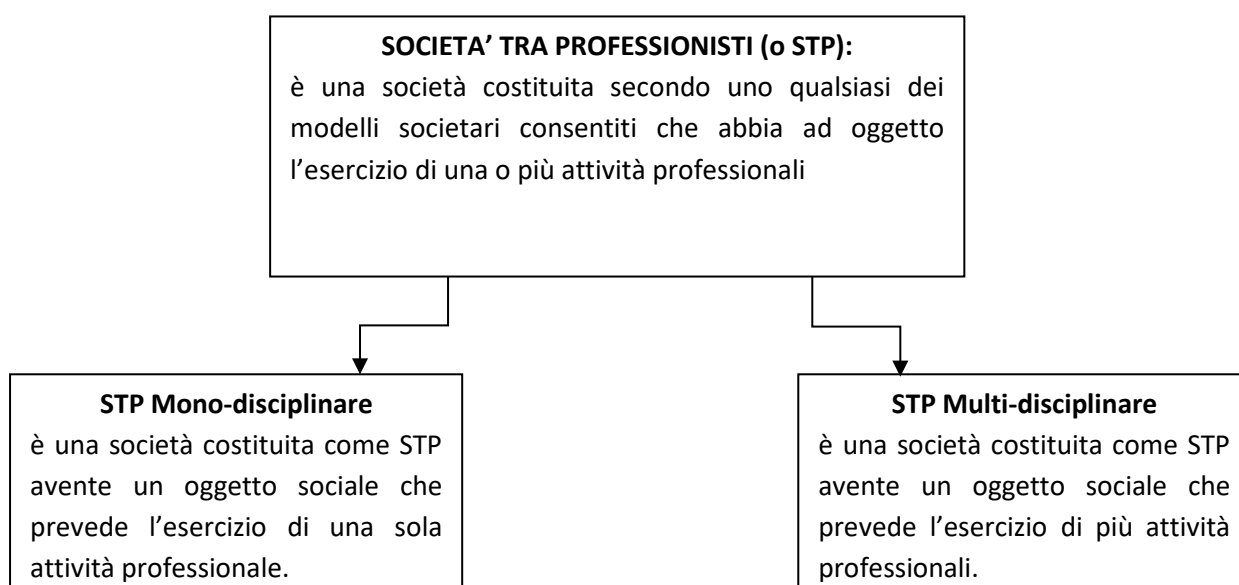 SOCIETA’ TRA PROFESSIONISTI (o STP):
è una società costituita secondo uno qualsiasi dei
modelli societari consentiti che abbia ad oggetto
l’esercizio di una o più attività professionali
STP Mono-disciplinare
è una società costituita come STP
avente un oggetto sociale che
prevede l’esercizio di una sola
attività professionale.
STP Multi-disciplinare
è una società costituita come STP
avente un oggetto sociale che
prevede l’esercizio di più attività
professionali.